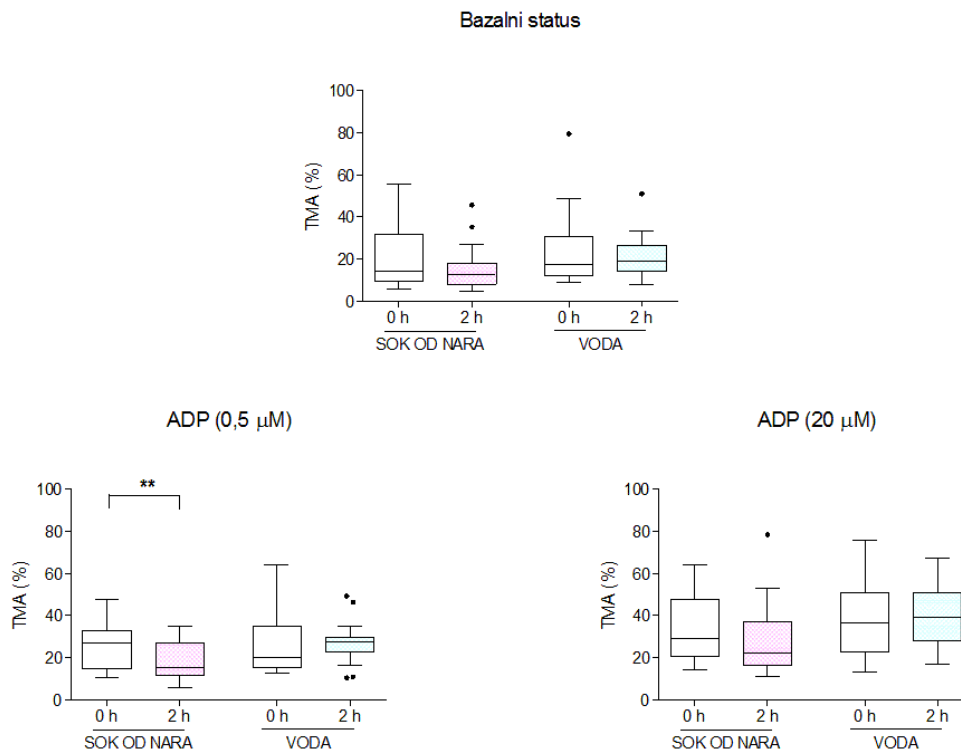 Bazalni status
100
80
60
40
20
0
TMA (%)
0 h 2 h 0 h 2 h
SOK OD NARA VODA
ADP (0,5 μM)
**
100
80
60
40
20
0
TMA (%)
0 h 2 h 0 h 2 h
SOK OD NARA VODA
ADP (20 μM)
100
80
60
40
20
0
TMA (%)
0 h 2 h 0 h 2 h
SOK OD NARA VODA